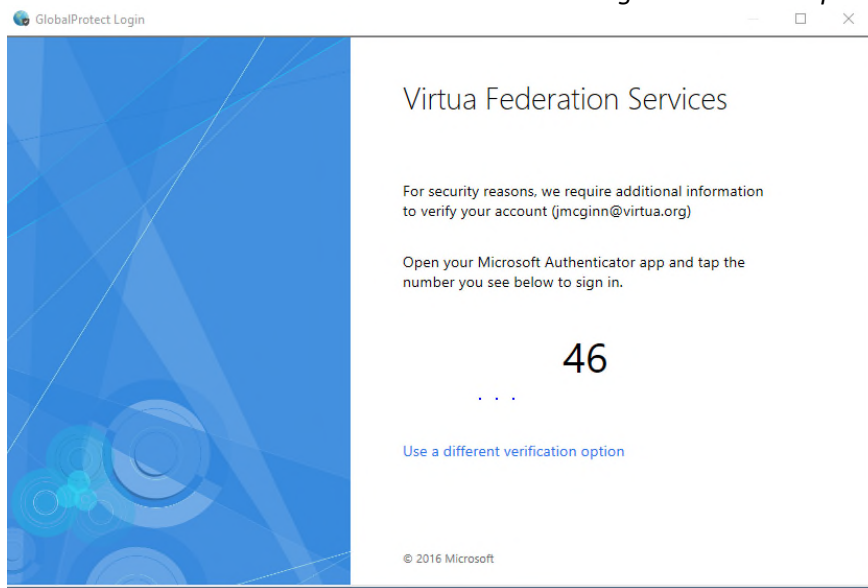 GlobalProtect Login
Virtua Federation Services
For security reasons, we require additional information
to verify your account (jmcginn@virtua.org)
Open your Microsoft Authenticator app and tap the
number you see below to sign in.
46
. . .
Use a different verification option
© 2016 Microsoft